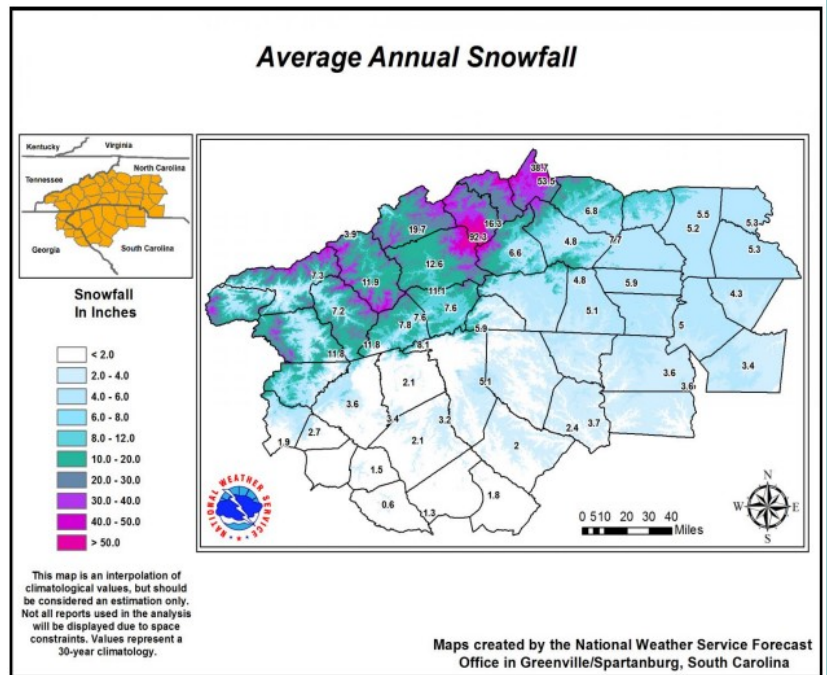 Average Annual Snowfall
Kentucky
Virginia
Tennessee
North Carolina
Georgia
South Carolina
Snowfall
In Inches
< 2.0
2.0 - 4.0
4.0 - 6.0
6.0 - 8.0
8.0 - 12.0
10.0 - 20.0
20.0 - 30.0
30.0 - 40.0
40.0 - 50.0
> 50.0
This map is an interpolation of
climatological values, but should
be considered an estimation only.
Not all reports used in the analysis
will be displayed due to space
constraints. Values represent a
30-year climatology.
38.7
53.5
16.3
6.8
5.5
5.3
3.9
19.7
92.3
4.8
7.7
5.2
5.3
6.6
12.6
7.3
11.9
11.1
4.8
5.9
4.3
7.2
7.6
7.6
5.1
7.8
5.9
5
11.8
11.8
8.1
3.4
2.1
5.1
3.6
3.6
3.6
3.4
3.2
1.9
2.7
2.1
2
2.4
3.7
1.5
0.6
1.3
1.8
NATIONAL WEATHER SERVICE
N
W
E
S
0 5 10 20 30 40
Miles
Maps created by the National Weather Service Forecast
Office in Greenville/Spartanburg, South Carolina